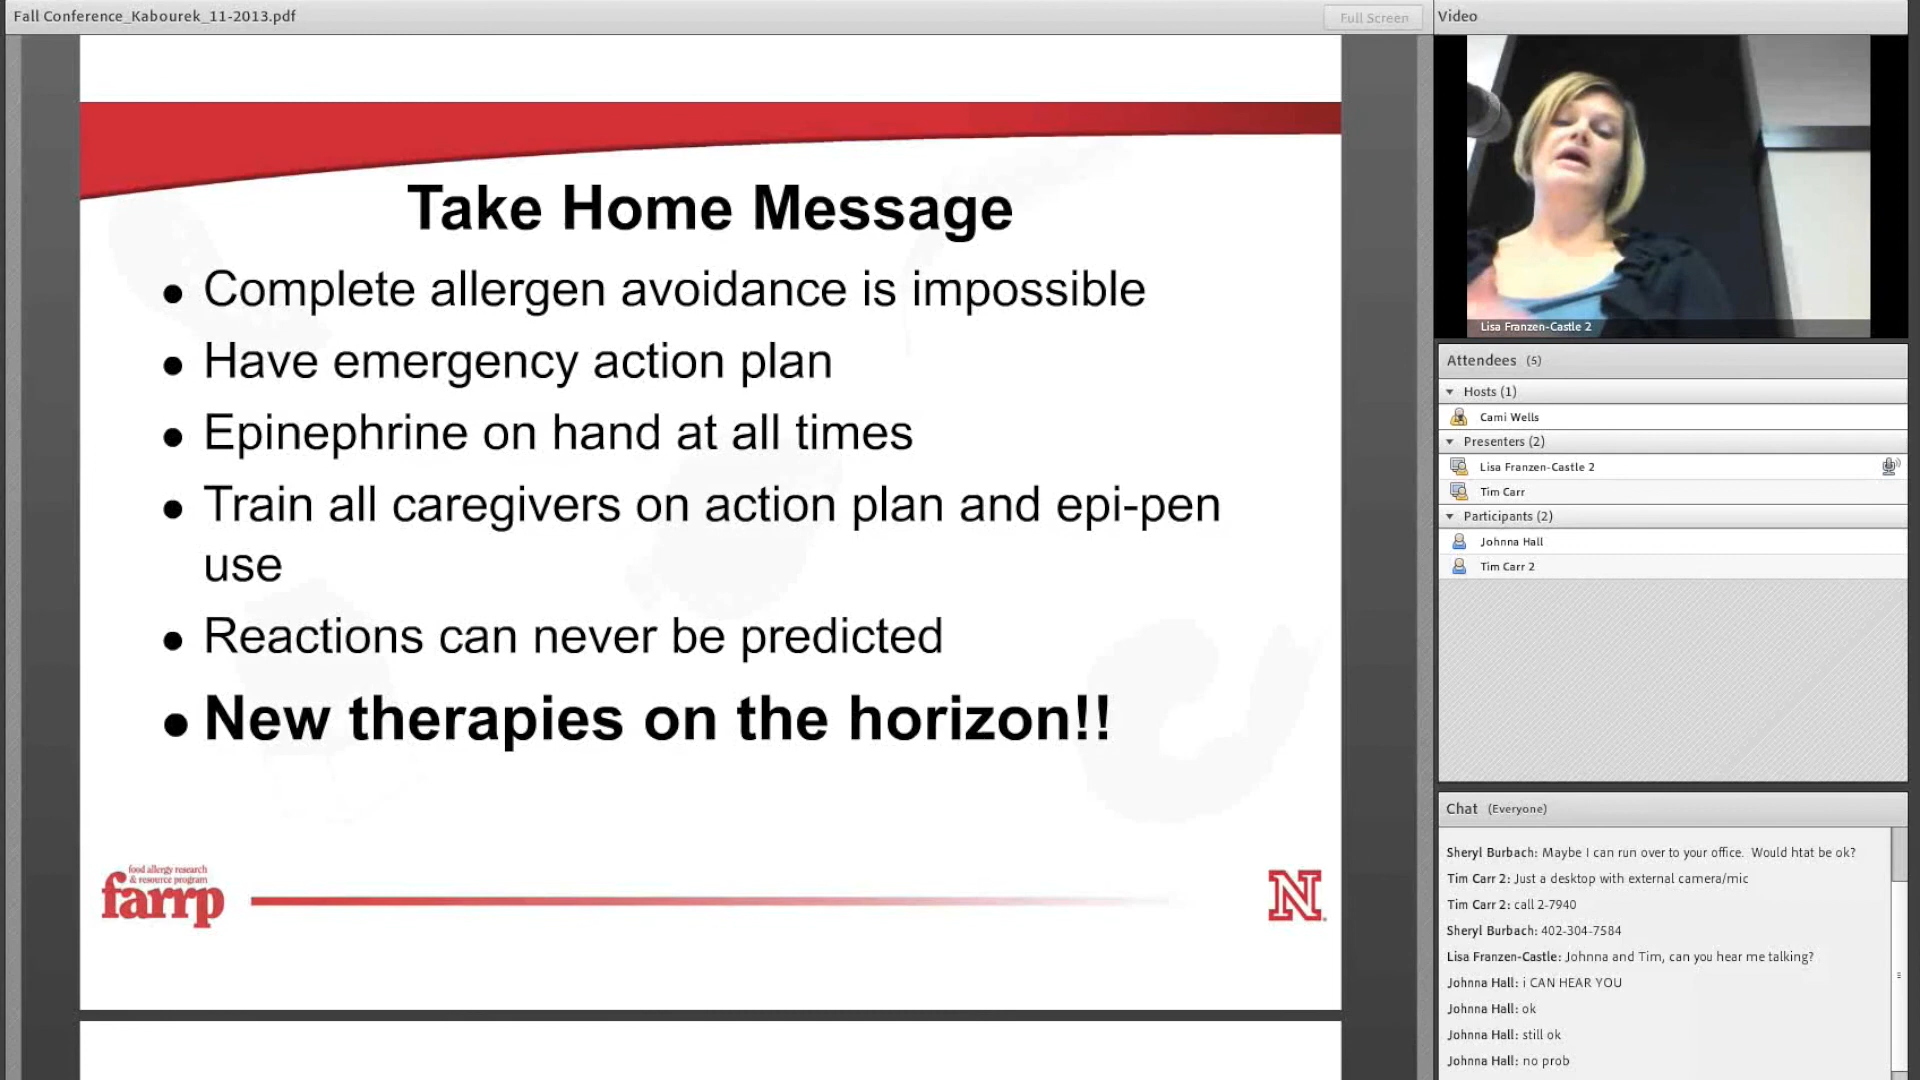 Fall Conference_Kabourek_11-2013.pdf
Full Screen
Take Home Message
● Complete allergen avoidance is impossible
● Have emergency action plan
● Epinephrine on hand at all times
● Train all caregivers on action plan and epi-pen
use
● Reactions can never be predicted
● New therapies on the horizon!!
food allergy research
& resource program
farrp
N
Video
Lisa Franzen-Castle 2
Attendees (5)
Hosts (1)
Cami Wells
Presenters (2)
Lisa Franzen-Castle 2
Tim Carr
Participants (2)
Johnna Hall
Tim Carr 2
Chat (Everyone)
Sheryl Burbach: Maybe I can run over to your office. Would htat be ok?
Tim Carr 2: Just a desktop with external camera/mic
Tim Carr 2: call 2-7940
Sheryl Burbach: 402-304-7584
Lisa Franzen-Castle: Johnna and Tim, can you hear me talking?
Johnna Hall: i CAN HEAR YOU
Johnna Hall: ok
Johnna Hall: still ok
Johnna Hall: no prob